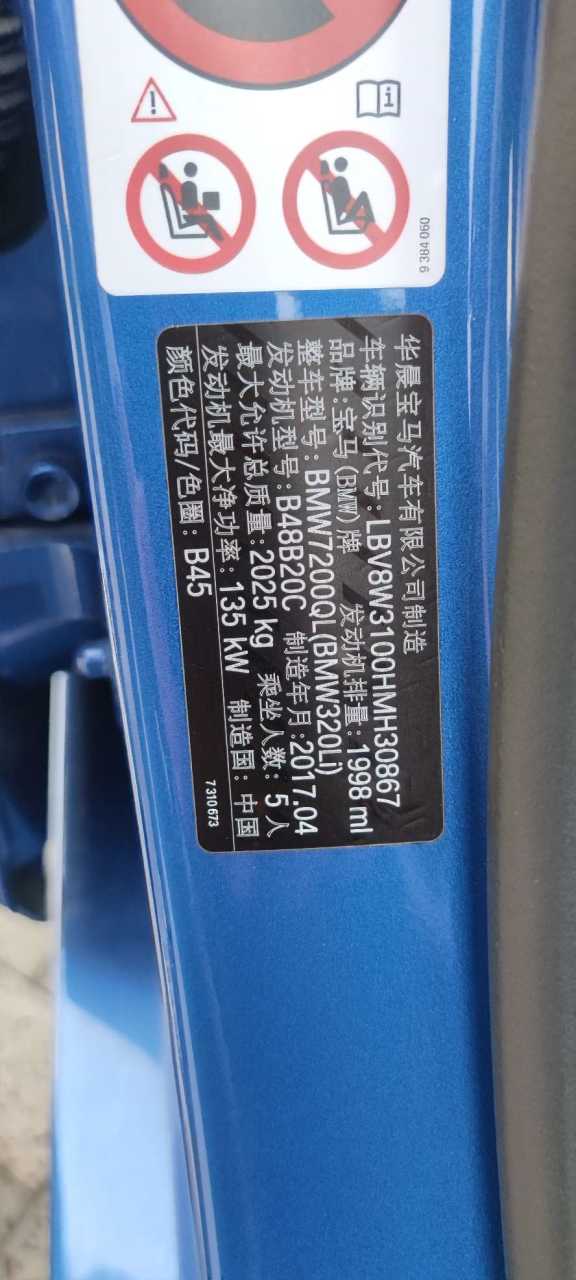 9 384 060
华晨宝马汽车有限公司制造
车辆识别代号: LBV8W3100HMH30867
品牌: 宝马(BMW)牌 发动机排量: 1998 ml
整车型号: BMW7200QL(BMW320Li)
发动机型号: B48B20C 制造年月: 2017.04
最大允许总质量: 2025 kg 乘坐人数: 5 人
发动机最大净功率: 135 kW 制造国: 中国
颜色代码/色圈: B45
7 310 673